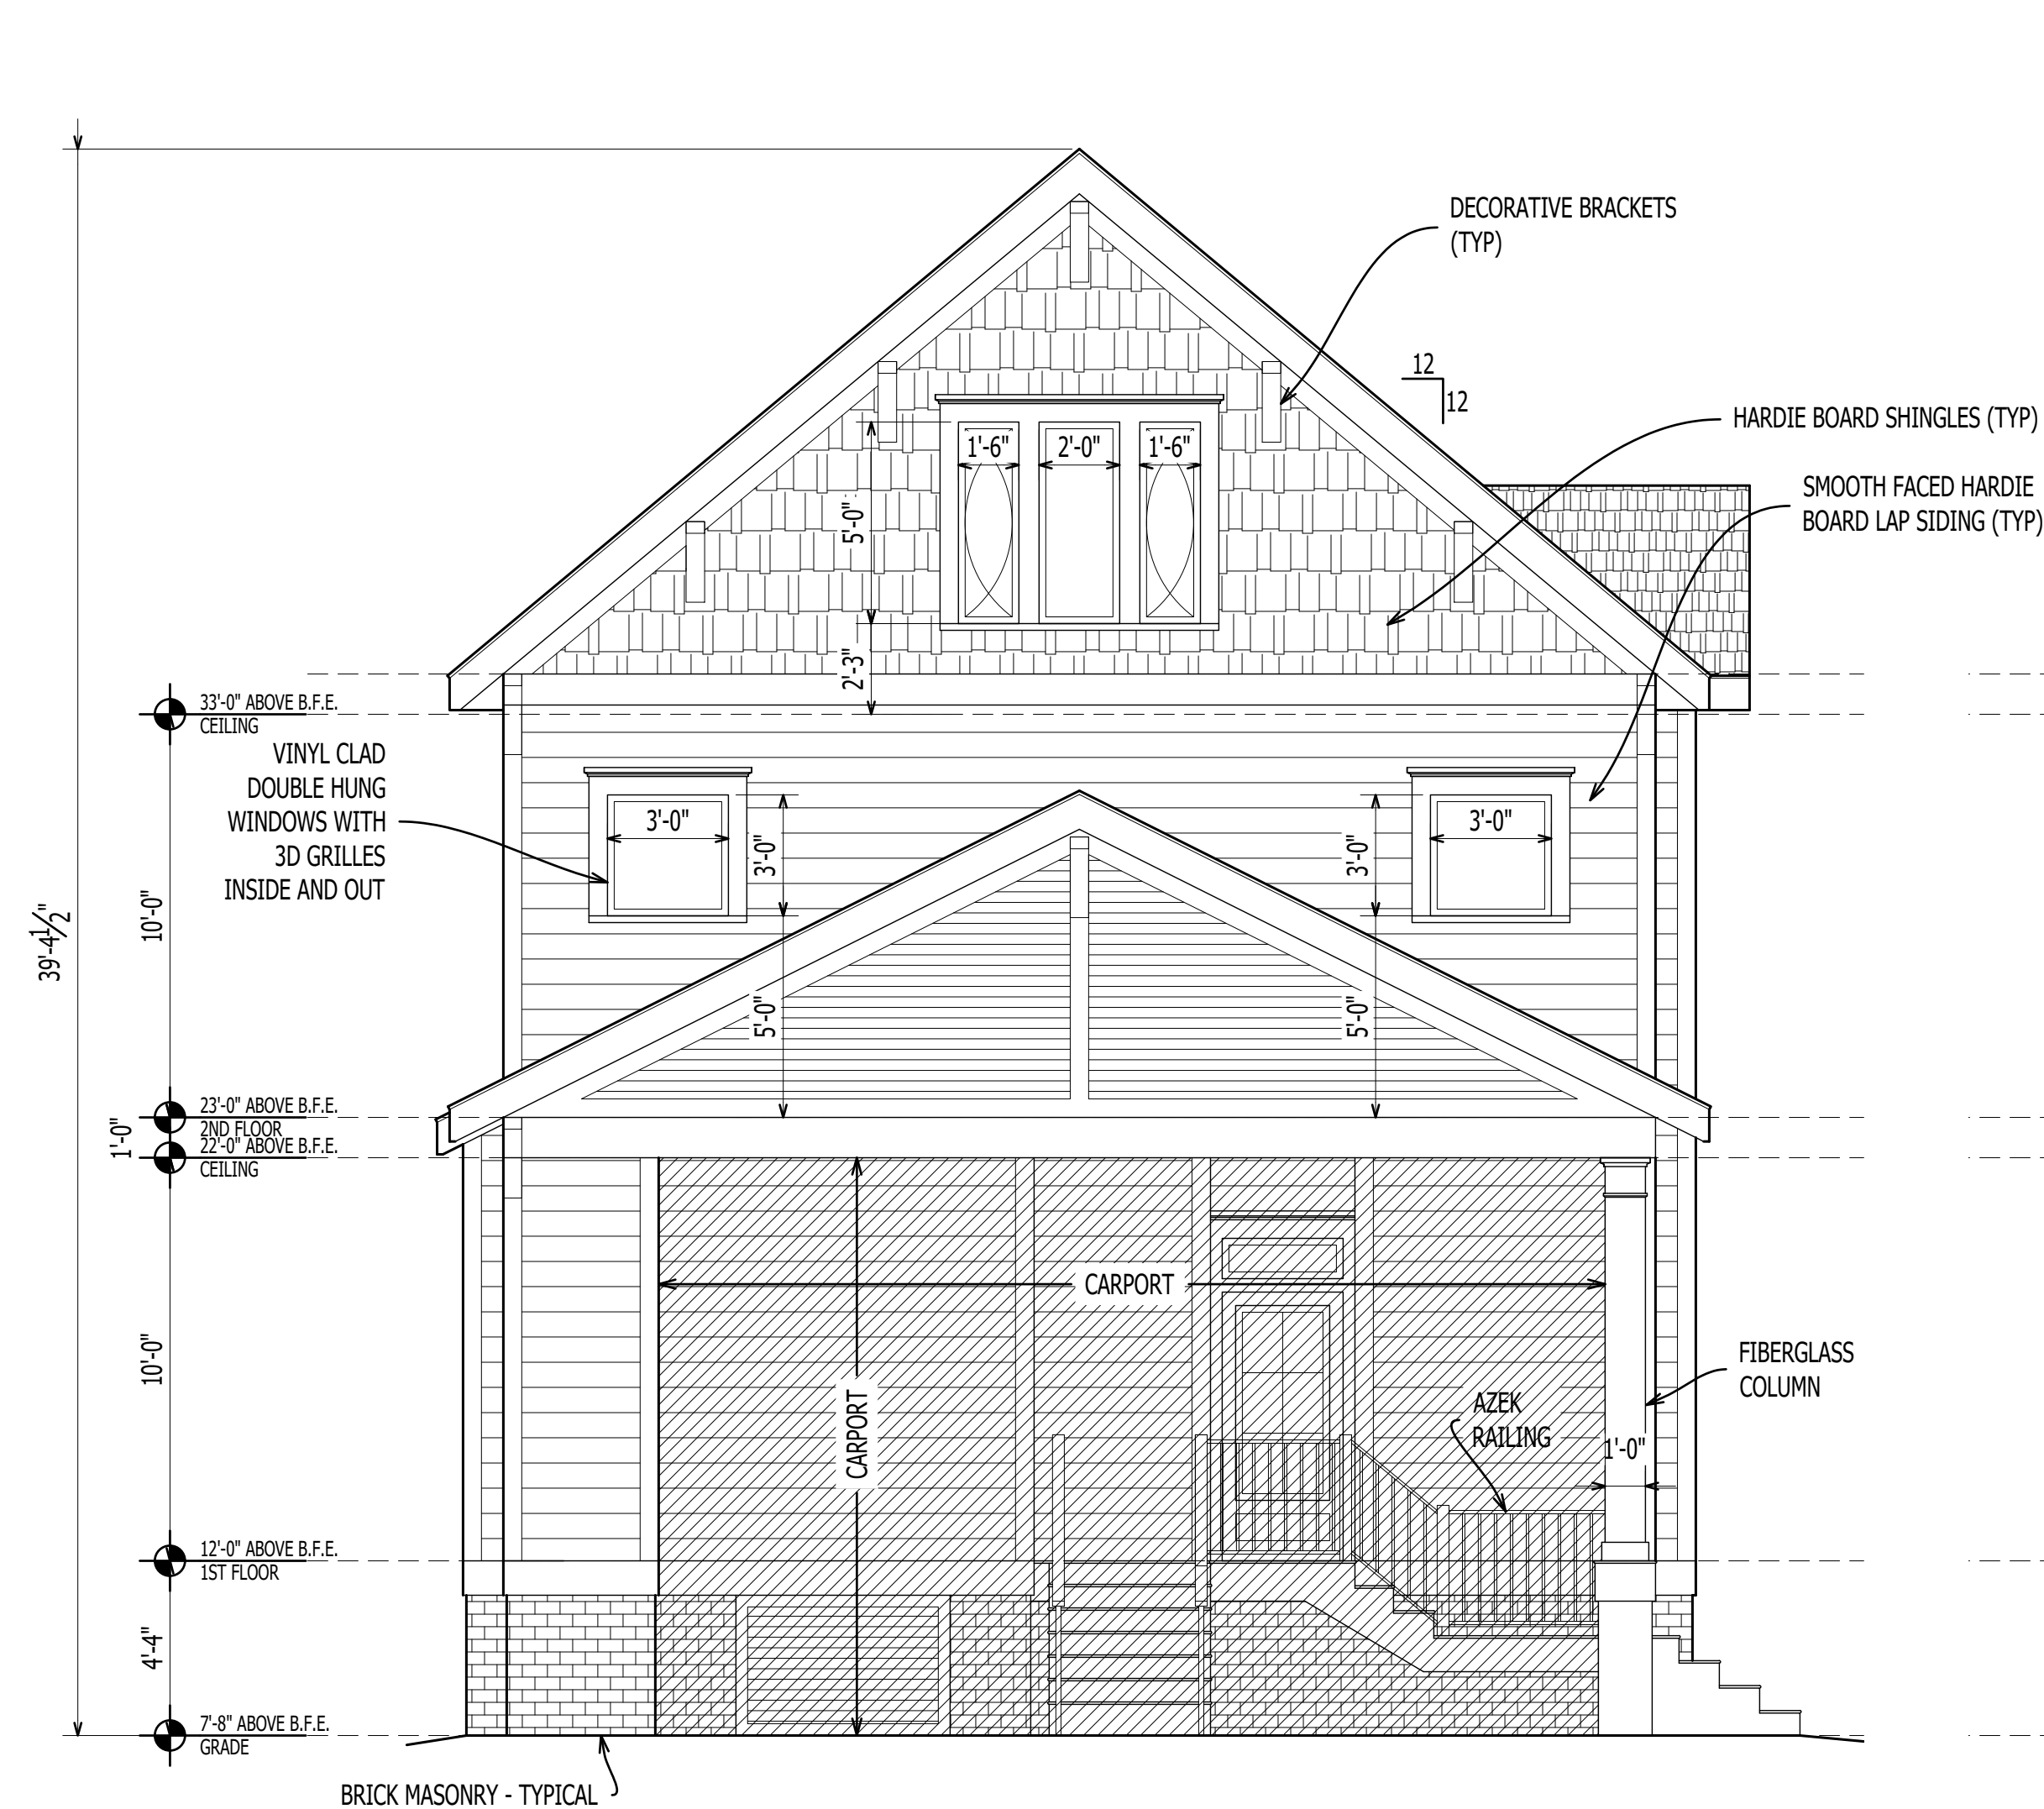 DECORATIVE BRACKETS
(TYP)
12
12
HARDIE BOARD SHINGLES (TYP)
SMOOTH FACED HARDIE
BOARD LAP SIDING (TYP)
1'-6"
2'-0"
1'-6"
5'-0"
2'-3"
33'-0" ABOVE B.F.E.
CEILING
VINYL CLAD
DOUBLE HUNG
WINDOWS WITH
3D GRILLES
INSIDE AND OUT
3'-0"
3'-0"
3'-0"
3'-0"
39'-4 1/2"
10'-0"
5'-0"
5'-0"
23'-0" ABOVE B.F.E.
2ND FLOOR
1'-0"
22'-0" ABOVE B.F.E.
CEILING
CARPORT
CARPORT
10'-0"
FIBERGLASS
COLUMN
AZEK
RAILING
1'-0"
12'-0" ABOVE B.F.E.
1ST FLOOR
4'-4"
7'-8" ABOVE B.F.E.
GRADE
BRICK MASONRY - TYPICAL